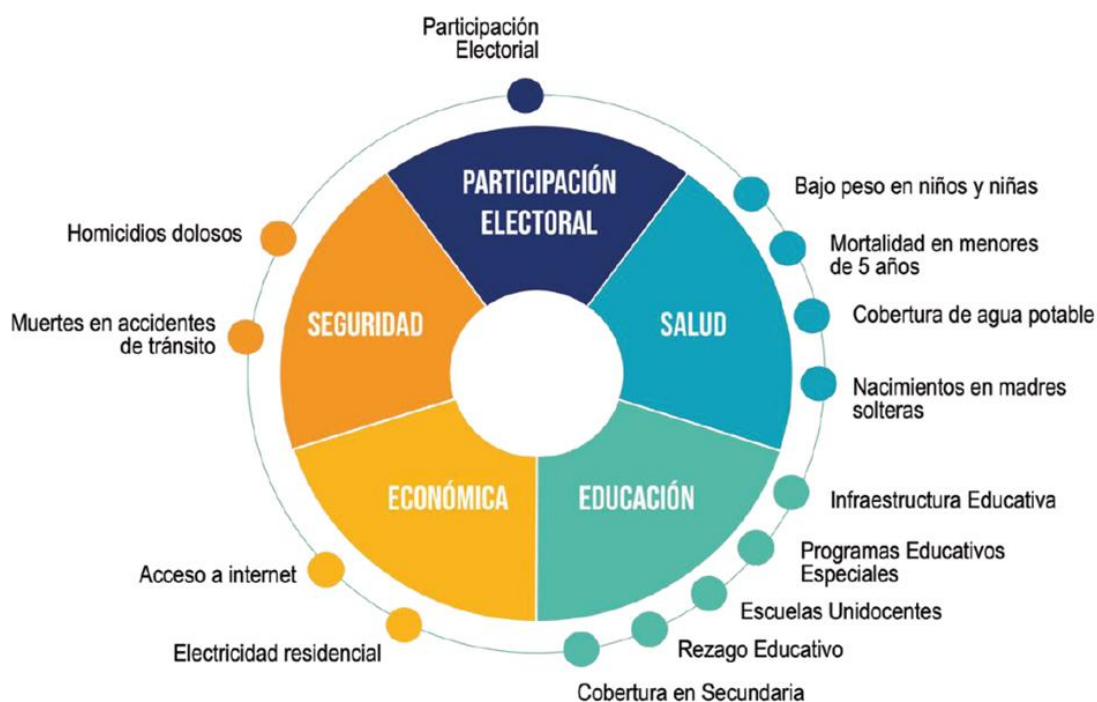 Participación
Electorial
PARTICIPACIÓN
ELECTORAL
Bajo peso en niños y niñas
Mortalidad en menores
de 5 años
Cobertura de agua potable
Nacimientos en madres
solteras
SALUD
Homicidios dolosos
Muertes en accidentes
de tránsito
SEGURIDAD
ECONÓMICA
Acceso a internet
Electricidad residencial
EDUCACIÓN
Infraestructura Educativa
Programas Educativos
Especiales
Escuelas Unidocentes
Rezago Educativo
Cobertura en Secundaria